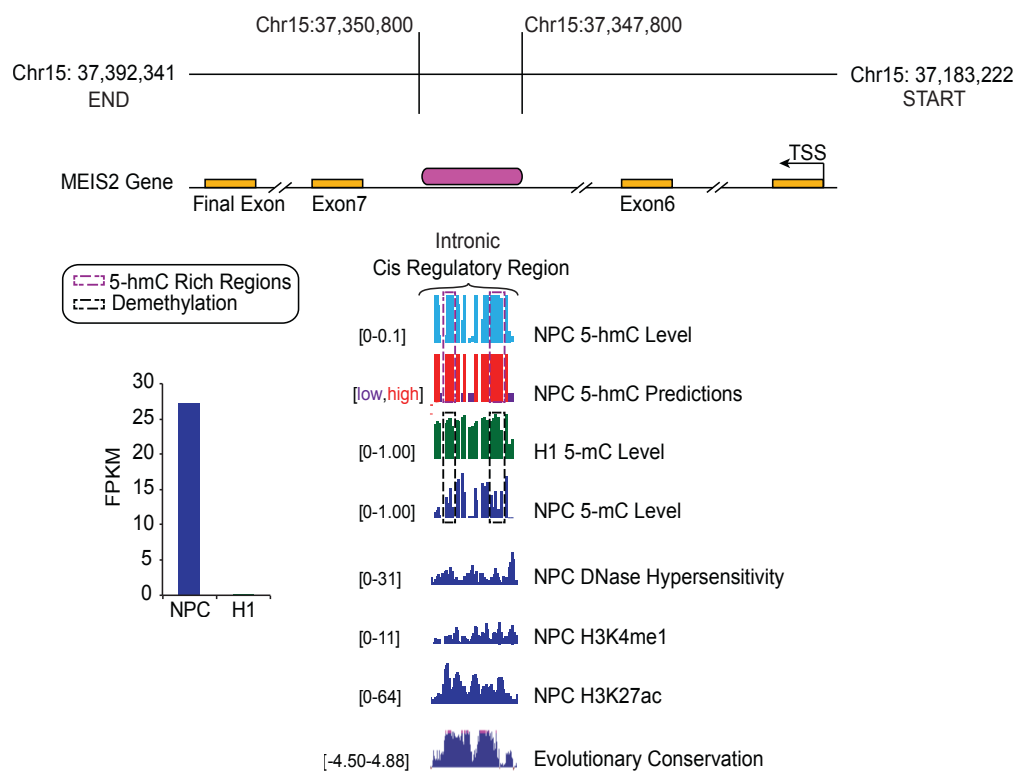 Chr15:37,350,800
Chr15:37,347,800
Chr15: 37,392,341
END
Chr15: 37,183,222
START
TSS
MEIS2 Gene
Final Exon
Exon7
Exon6
Intronic
Cis Regulatory Region
5-hmC Rich Regions
Demethylation
[0-0.1]
NPC 5-hmC Level
[low,high]
NPC 5-hmC Predictions
[0-1.00]
H1 5-mC Level
[0-1.00]
NPC 5-mC Level
[0-31]
NPC DNase Hypersensitivity
[0-11]
NPC H3K4me1
[0-64]
NPC H3K27ac
[-4.50-4.88]
Evolutionary Conservation
FPKM
30
25
20
15
10
5
0
NPC
H1